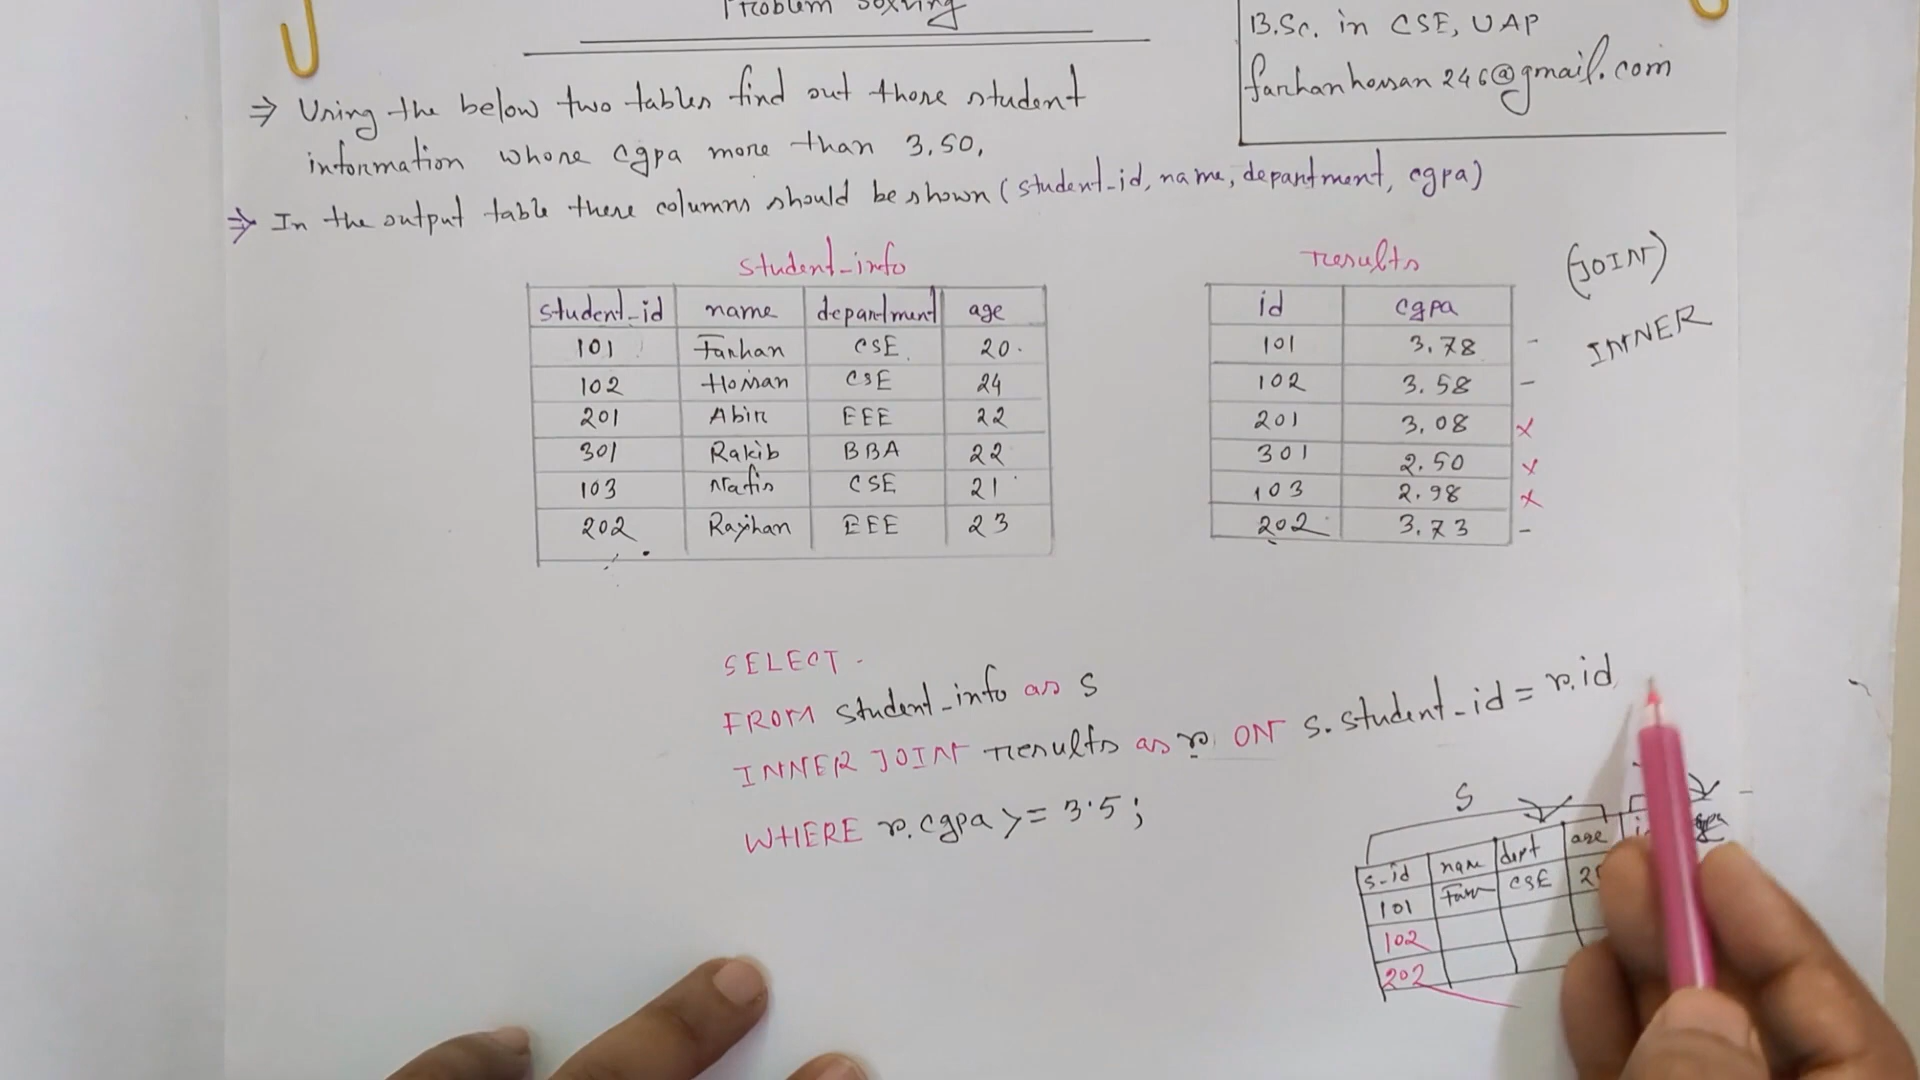 Problem Solving
B.Sc. in CSE, UAP
farhanhossan246@gmail.com
⇒ Using the below two tables find out those student
information whose cgpa more than 3.50.
⇒ In the output table these columns should be shown (student_id, name, department, cgpa)
student_info
student_id name department age
101 Farhan CSE 20
102 Hossan CSE 24
201 Abir EEE 22
301 Rakib BBA 22
103 Nafis CSE 21
202 Rayhan EEE 23
results
id cgpa
101 3.78 -
102 3.58 -
201 3.08 x
301 2.50 x
103 2.98 x
202 3.73 -
(JOIN)
INNER
SELECT
FROM student_info as s
INNER JOIN results as r ON s.student_id = r.id
WHERE r.cgpa >= 3.5;
S
s-id name dept age
101 Farr CSE
102
202